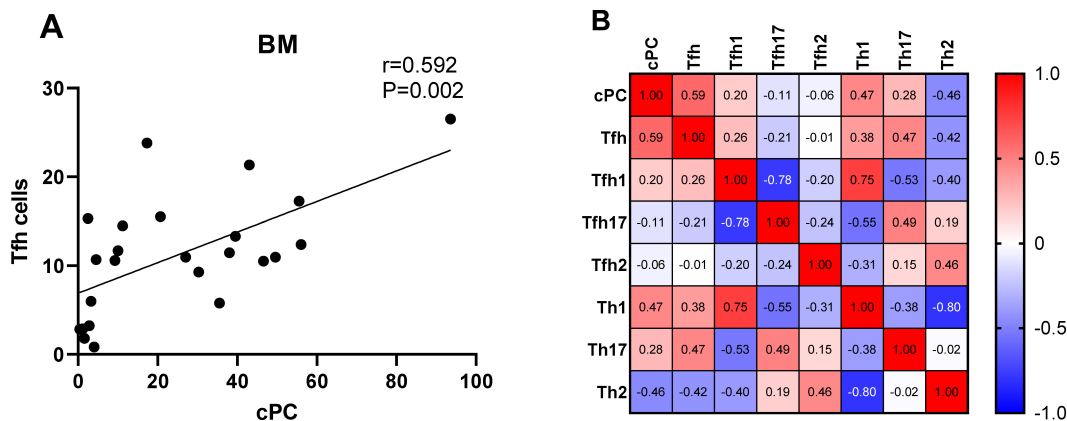 A
BM
r=0.592
P=0.002
Tfh cells
30
20
10
0
0 20 40 60 80 100
cPC
B
cPC Tfh Tfh1 Tfh17 Tfh2 Th1 Th17 Th2
cPC 1.00 0.59 0.20 -0.11 -0.06 0.47 0.28 -0.46
Tfh 0.59 1.00 0.26 -0.21 -0.01 0.38 0.47 -0.42
Tfh1 0.20 0.26 1.00 -0.78 -0.20 0.75 -0.53 -0.40
Tfh17 -0.11 -0.21 -0.78 1.00 -0.24 -0.55 0.49 0.19
Tfh2 -0.06 -0.01 -0.20 -0.24 1.00 -0.31 0.15 0.46
Th1 0.47 0.38 0.75 -0.55 -0.31 1.00 -0.38 -0.80
Th17 0.28 0.47 -0.53 0.49 0.15 -0.38 1.00 -0.02
Th2 -0.46 -0.42 -0.40 0.19 0.46 -0.80 -0.02 1.00
1.0
0.5
0
-0.5
-1.0